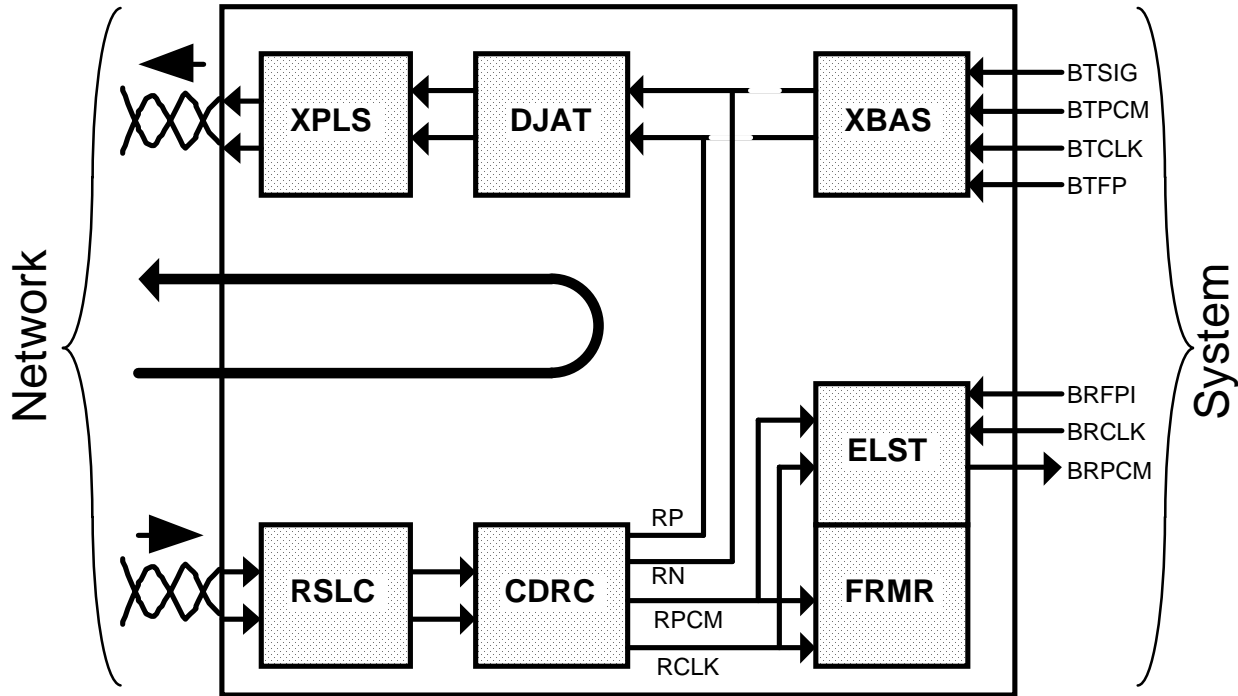 Network
XPLS
DJAT
XBAS
BTSIG
BTPCM
BTCLK
BTFP
System
ELST
BRFPI
BRCLK
BRPCM
RSLC
CDRC
RP
RN
RPCM
RCLK
FRMR